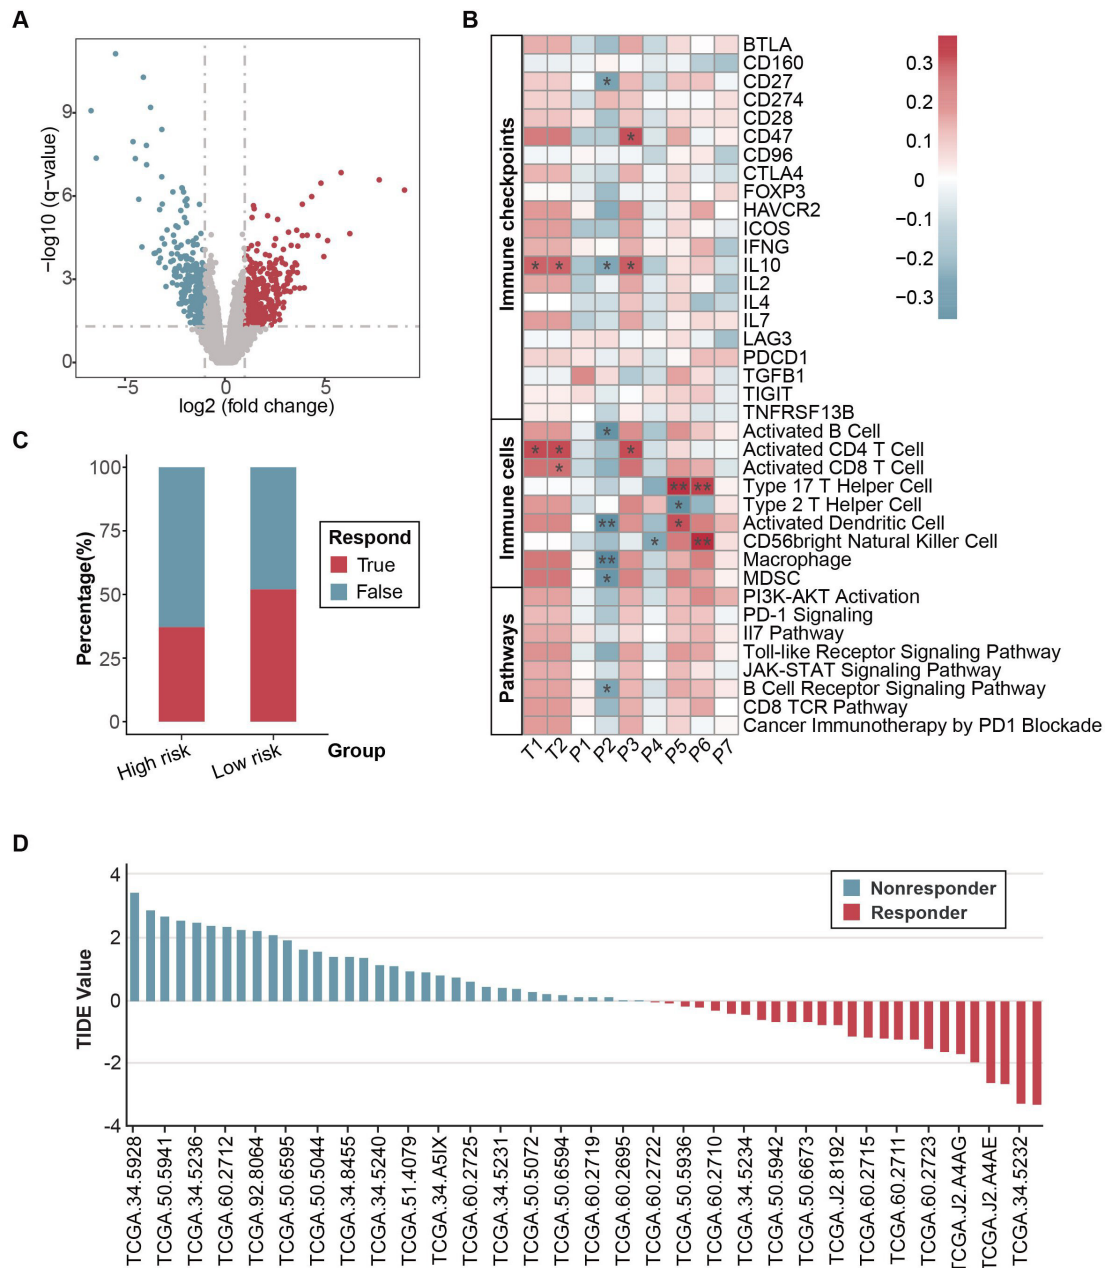 A
−log10 (q−value)
9
6
3
0
−5
0
5
log2 (fold change)
B
Immune checkpoints
Immune cells
Pathways
BTLA
CD160
CD27
*
CD274
CD28
CD47
*
CD96
CTLA4
FOXP3
HAVCR2
ICOS
IFNG
IL10
* * * *
IL2
IL4
IL7
LAG3
PDCD1
TGFB1
TIGIT
TNFRSF13B
Activated B Cell
*
Activated CD4 T Cell
* * *
Activated CD8 T Cell
*
Type 17 T Helper Cell
** **
Type 2 T Helper Cell
*
Activated Dendritic Cell
** *
CD56bright Natural Killer Cell
* **
Macrophage
**
MDSC
*
PI3K-AKT Activation
PD-1 Signaling
Il7 Pathway
Toll-like Receptor Signaling Pathway
JAK-STAT Signaling Pathway
B Cell Receptor Signaling Pathway
*
CD8 TCR Pathway
Cancer Immunotherapy by PD1 Blockade
T1 T2 P1 P2 P3 P4 P5 P6 P7
0.3
0.2
0.1
0
−0.1
−0.2
−0.3
C
Percentage(%)
100
75
50
25
0
High risk
Low risk
Group
Respond
True
False
D
TIDE Value
4
2
0
-2
-4
Nonresponder
Responder
TCGA.34.5928
TCGA.50.5941
TCGA.34.5236
TCGA.60.2712
TCGA.92.8064
TCGA.50.6595
TCGA.50.5044
TCGA.34.8455
TCGA.34.5240
TCGA.51.4079
TCGA.34.A5IX
TCGA.60.2725
TCGA.34.5231
TCGA.50.5072
TCGA.50.6594
TCGA.60.2719
TCGA.60.2695
TCGA.60.2722
TCGA.50.5936
TCGA.60.2710
TCGA.34.5234
TCGA.50.5942
TCGA.50.6673
TCGA.J2.8192
TCGA.60.2715
TCGA.60.2711
TCGA.60.2723
TCGA.J2.A4AG
TCGA.J2.A4AE
TCGA.34.5232